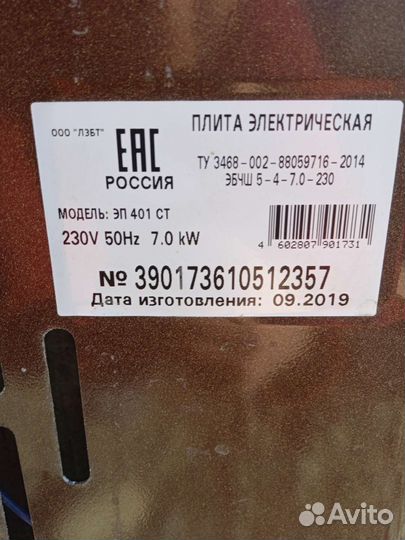 ООО "ЛЗБТ"
ЕАС
РОССИЯ
ПЛИТА ЭЛЕКТРИЧЕСКАЯ
ТУ 3468-002-88059716-2014
ЭБЧШ 5-4-7.0-230
МОДЕЛЬ: ЭП 401 СТ
230V 50Hz 7.0 kW
4 602807 901731
№ 390173610512357
Дата изготовления: 09.2019
Avito